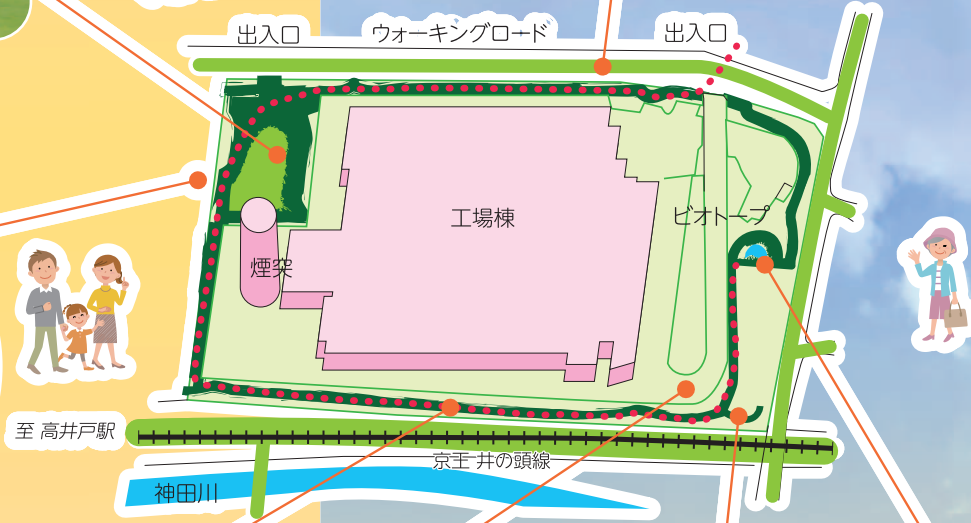 出入口
ウォーキングロード
出入口
工場棟
ビオトープ
煙突
至 高井戸駅
京王 井の頭線
神田川